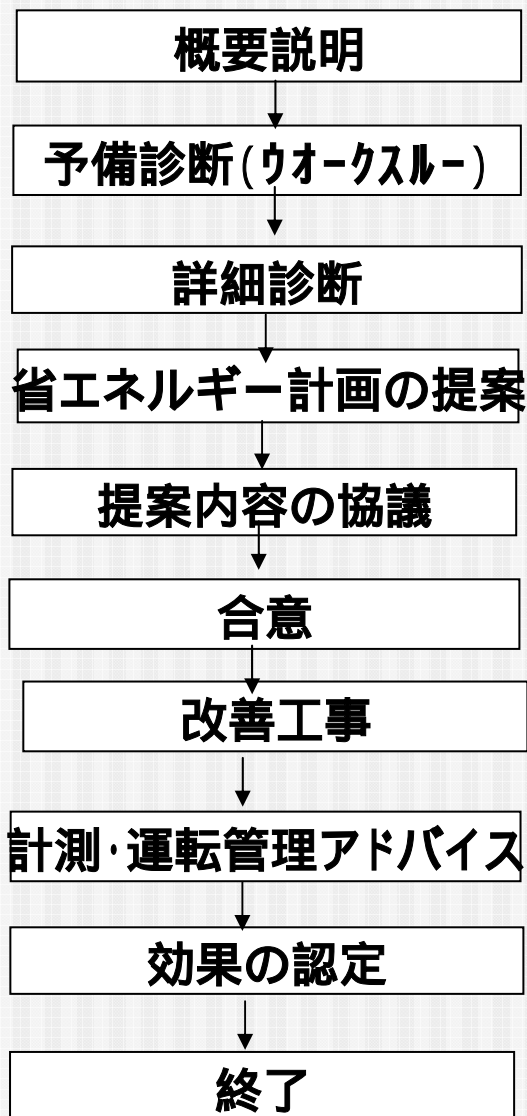 概要説明
予備診断(ｳｵｰｸｽﾙｰ)
詳細診断
省エネルギー計画の提案
提案内容の協議
合意
改善工事
計測・運転管理アドバイス
効果の認定
終了